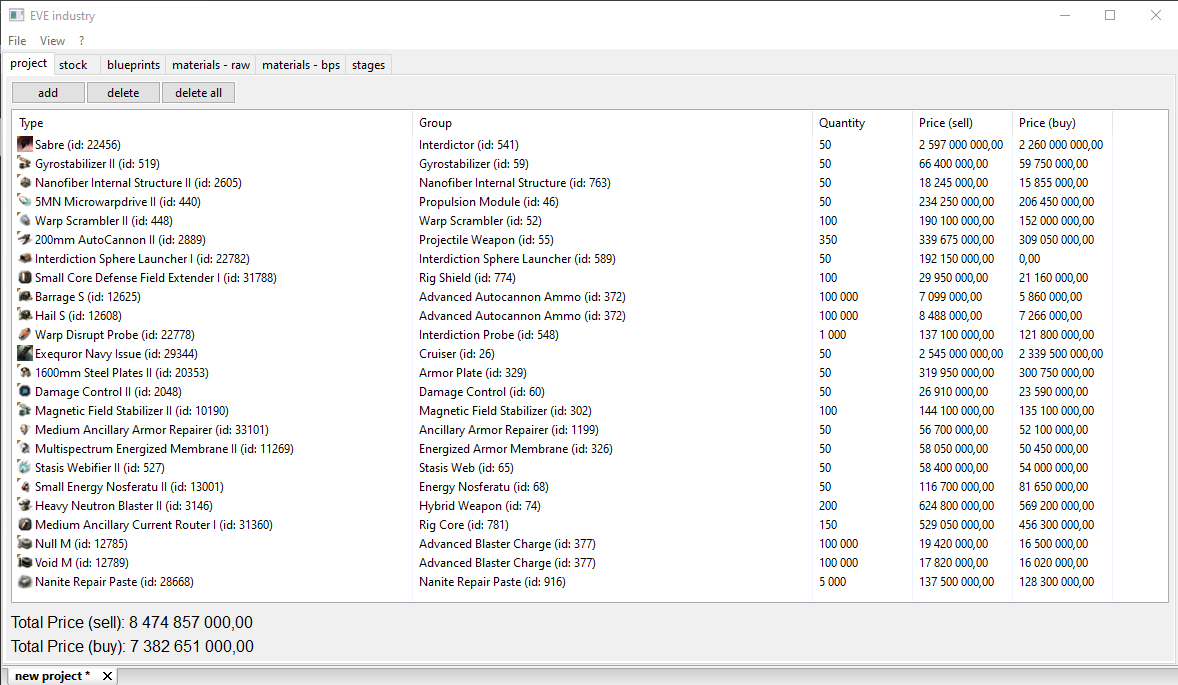 EVE industry
File View ?
project stock blueprints materials - raw materials - bps stages
add delete delete all
Type Group Quantity Price (sell) Price (buy)
Sabre (id: 22456) Interdictor (id: 541) 50 2 597 000 000,00 2 260 000 000,00
Gyrostabilizer II (id: 519) Gyrostabilizer (id: 59) 50 66 400 000,00 59 750 000,00
Nanofiber Internal Structure II (id: 2605) Nanofiber Internal Structure (id: 763) 50 18 245 000,00 15 855 000,00
5MN Microwarpdrive II (id: 440) Propulsion Module (id: 46) 50 234 250 000,00 206 450 000,00
Warp Scrambler II (id: 448) Warp Scrambler (id: 52) 100 190 100 000,00 152 000 000,00
200mm AutoCannon II (id: 2889) Projectile Weapon (id: 55) 350 339 675 000,00 309 050 000,00
Interdiction Sphere Launcher I (id: 22782) Interdiction Sphere Launcher (id: 589) 50 192 150 000,00 0,00
Small Core Defense Field Extender I (id: 31788) Rig Shield (id: 774) 100 29 950 000,00 21 160 000,00
Barrage S (id: 12625) Advanced Autocannon Ammo (id: 372) 100 000 7 099 000,00 5 860 000,00
Hail S (id: 12608) Advanced Autocannon Ammo (id: 372) 100 000 8 488 000,00 7 266 000,00
Warp Disrupt Probe (id: 22778) Interdiction Probe (id: 548) 1 000 137 100 000,00 121 800 000,00
Exequror Navy Issue (id: 29344) Cruiser (id: 26) 50 2 545 000 000,00 2 339 500 000,00
1600mm Steel Plates II (id: 20353) Armor Plate (id: 329) 50 319 950 000,00 300 750 000,00
Damage Control II (id: 2048) Damage Control (id: 60) 50 26 910 000,00 23 590 000,00
Magnetic Field Stabilizer II (id: 10190) Magnetic Field Stabilizer (id: 302) 100 144 100 000,00 135 100 000,00
Medium Ancillary Armor Repairer (id: 33101) Ancillary Armor Repairer (id: 1199) 50 56 700 000,00 52 100 000,00
Multispectrum Energized Membrane II (id: 11269) Energized Armor Membrane (id: 326) 50 58 050 000,00 50 450 000,00
Stasis Webifier II (id: 527) Stasis Web (id: 65) 50 58 400 000,00 54 000 000,00
Small Energy Nosferatu II (id: 13001) Energy Nosferatu (id: 68) 50 116 700 000,00 81 650 000,00
Heavy Neutron Blaster II (id: 3146) Hybrid Weapon (id: 74) 200 624 800 000,00 569 200 000,00
Medium Ancillary Current Router I (id: 31360) Rig Core (id: 781) 150 529 050 000,00 456 300 000,00
Null M (id: 12785) Advanced Blaster Charge (id: 377) 100 000 19 420 000,00 16 500 000,00
Void M (id: 12789) Advanced Blaster Charge (id: 377) 100 000 17 820 000,00 16 020 000,00
Nanite Repair Paste (id: 28668) Nanite Repair Paste (id: 916) 5 000 137 500 000,00 128 300 000,00
Total Price (sell): 8 474 857 000,00
Total Price (buy): 7 382 651 000,00
new project *